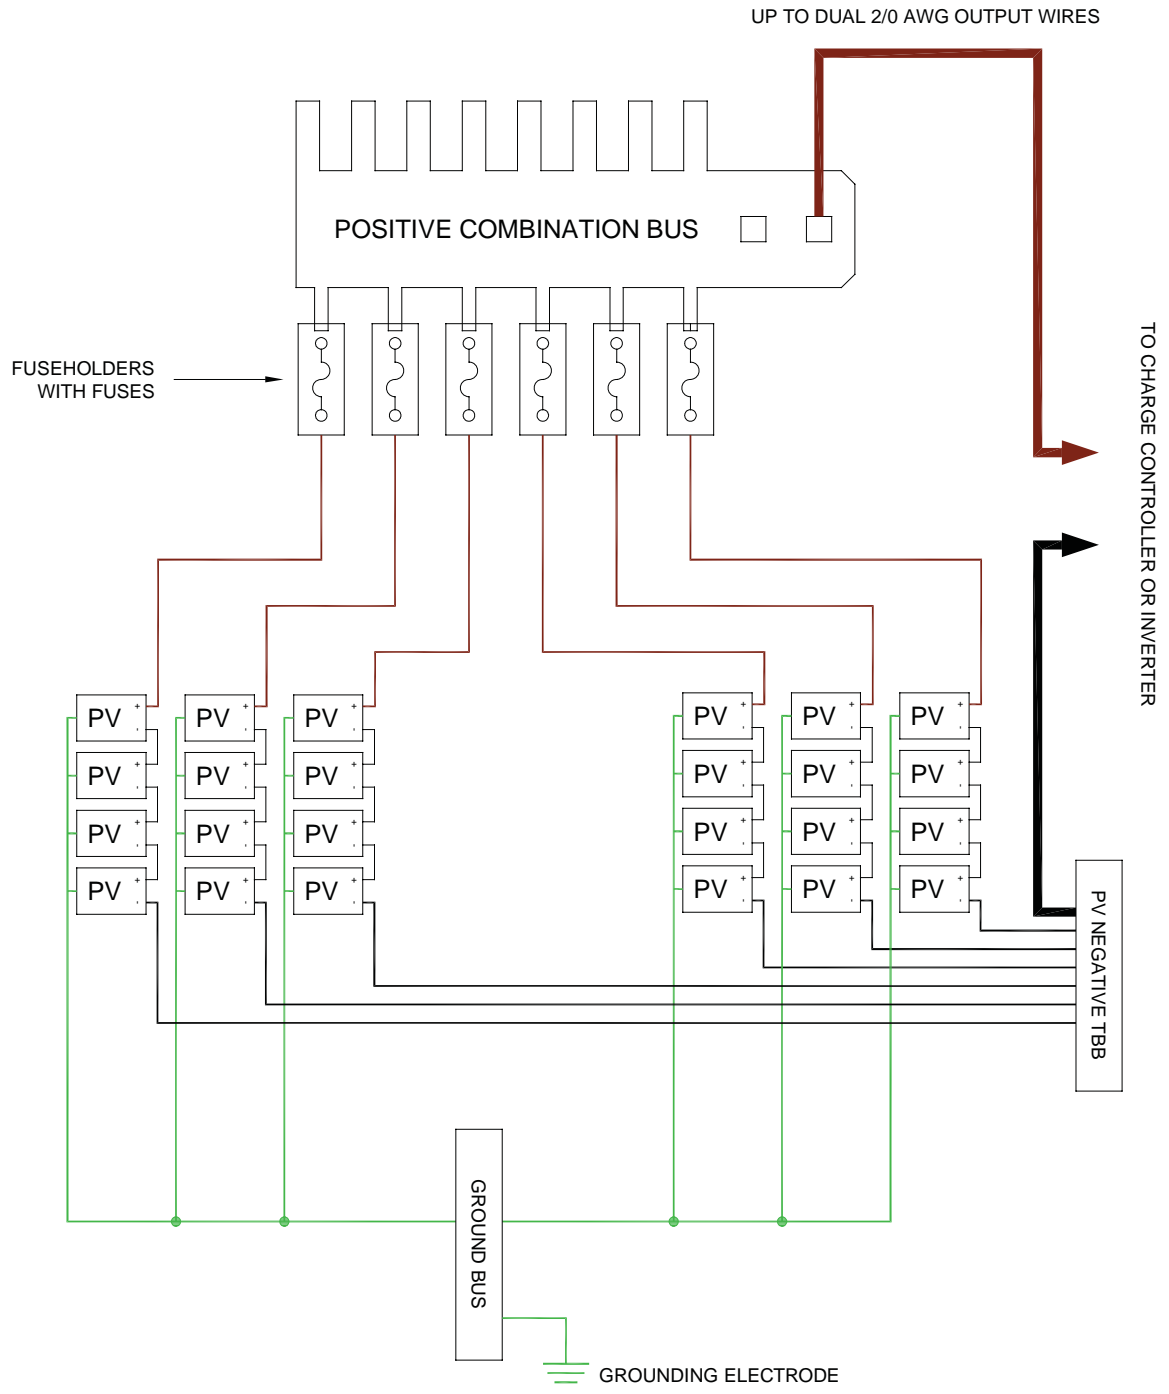 UP TO DUAL 2/0 AWG OUTPUT WIRES
POSITIVE COMBINATION BUS
FUSEHOLDERS
WITH FUSES
TO CHARGE CONTROLLER OR INVERTER
PV + - PV + - PV + - PV + - PV + - PV + -
PV + - PV + - PV + - PV + - PV + - PV + -
PV + - PV + - PV + - PV + - PV + - PV + -
PV + - PV + - PV + - PV + - PV + - PV + -
PV NEGATIVE TBB
GROUND BUS
GROUNDING ELECTRODE